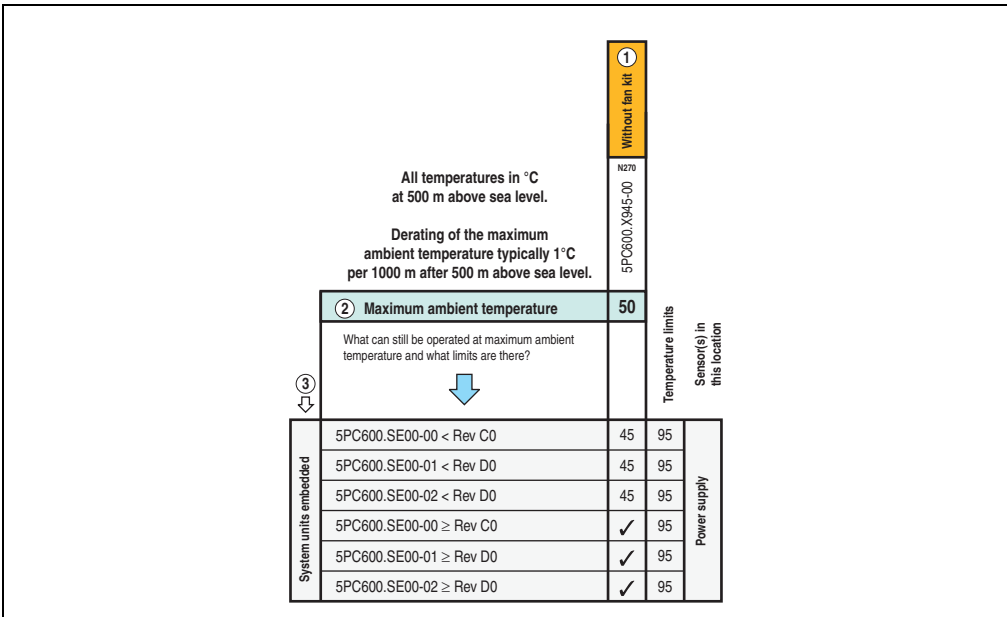 ① Without fan kit
N270
5PC600.X945-00
All temperatures in °C
at 500 m above sea level.
Derating of the maximum
ambient temperature typically 1°C
per 1000 m after 500 m above sea level.
② Maximum ambient temperature 50
Temperature limits
Sensor(s) in
this location
What can still be operated at maximum ambient
temperature and what limits are there?
③
System units embedded
5PC600.SE00-00 < Rev C0 45 95
5PC600.SE00-01 < Rev D0 45 95
5PC600.SE00-02 < Rev D0 45 95
5PC600.SE00-00 ≥ Rev C0 ✓ 95
5PC600.SE00-01 ≥ Rev D0 ✓ 95
5PC600.SE00-02 ≥ Rev D0 ✓ 95
Power supply